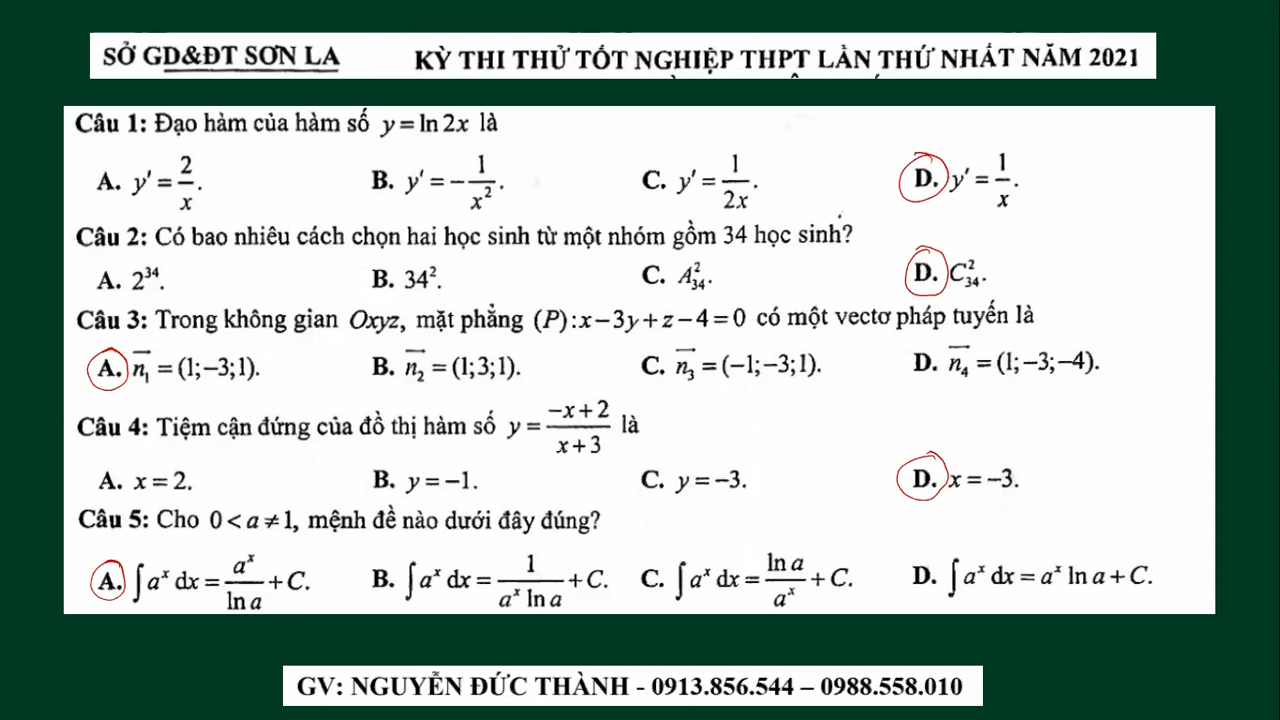 SỞ GD&ĐT SƠN LA
KỲ THI THỬ TỐT NGHIỆP THPT LẦN THỨ NHẤT NĂM 2021
Câu 1: Đạo hàm của hàm số y = ln 2x là
A. y' = 2/x. B. y' = −1/x². C. y' = 1/2x. D. y' = 1/x.
Câu 2: Có bao nhiêu cách chọn hai học sinh từ một nhóm gồm 34 học sinh?
A. 2³⁴. B. 34². C. A²₃₄. D. C²₃₄.
Câu 3: Trong không gian Oxyz, mặt phẳng (P): x − 3y + z − 4 = 0 có một vectơ pháp tuyến là
A. n₁ = (1;−3;1). B. n₂ = (1;3;1). C. n₃ = (−1;−3;1). D. n₄ = (1;−3;−4).
Câu 4: Tiệm cận đứng của đồ thị hàm số y = (−x + 2)/(x + 3) là
A. x = 2. B. y = −1. C. y = −3. D. x = −3.
Câu 5: Cho 0 < a ≠ 1, mệnh đề nào dưới đây đúng?
A. ∫aˣ dx = aˣ/ln a + C. B. ∫aˣ dx = 1/(aˣ ln a) + C. C. ∫aˣ dx = ln a/aˣ + C. D. ∫aˣ dx = aˣ ln a + C.
GV: NGUYỄN ĐỨC THÀNH - 0913.856.544 – 0988.558.010